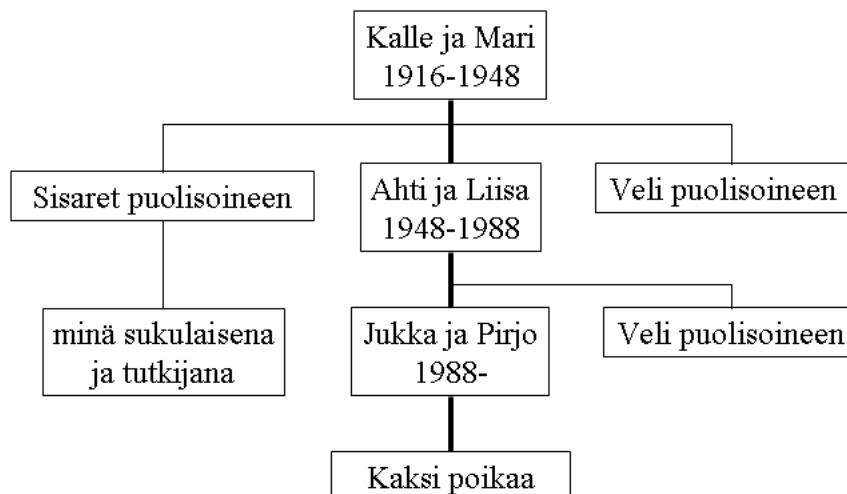 Kalle ja Mari
1916-1948
Sisaret puolisoineen
Ahti ja Liisa
1948-1988
Veli puolisoineen
minä sukulaisena
ja tutkijana
Jukka ja Pirjo
1988-
Veli puolisoineen
Kaksi poikaa